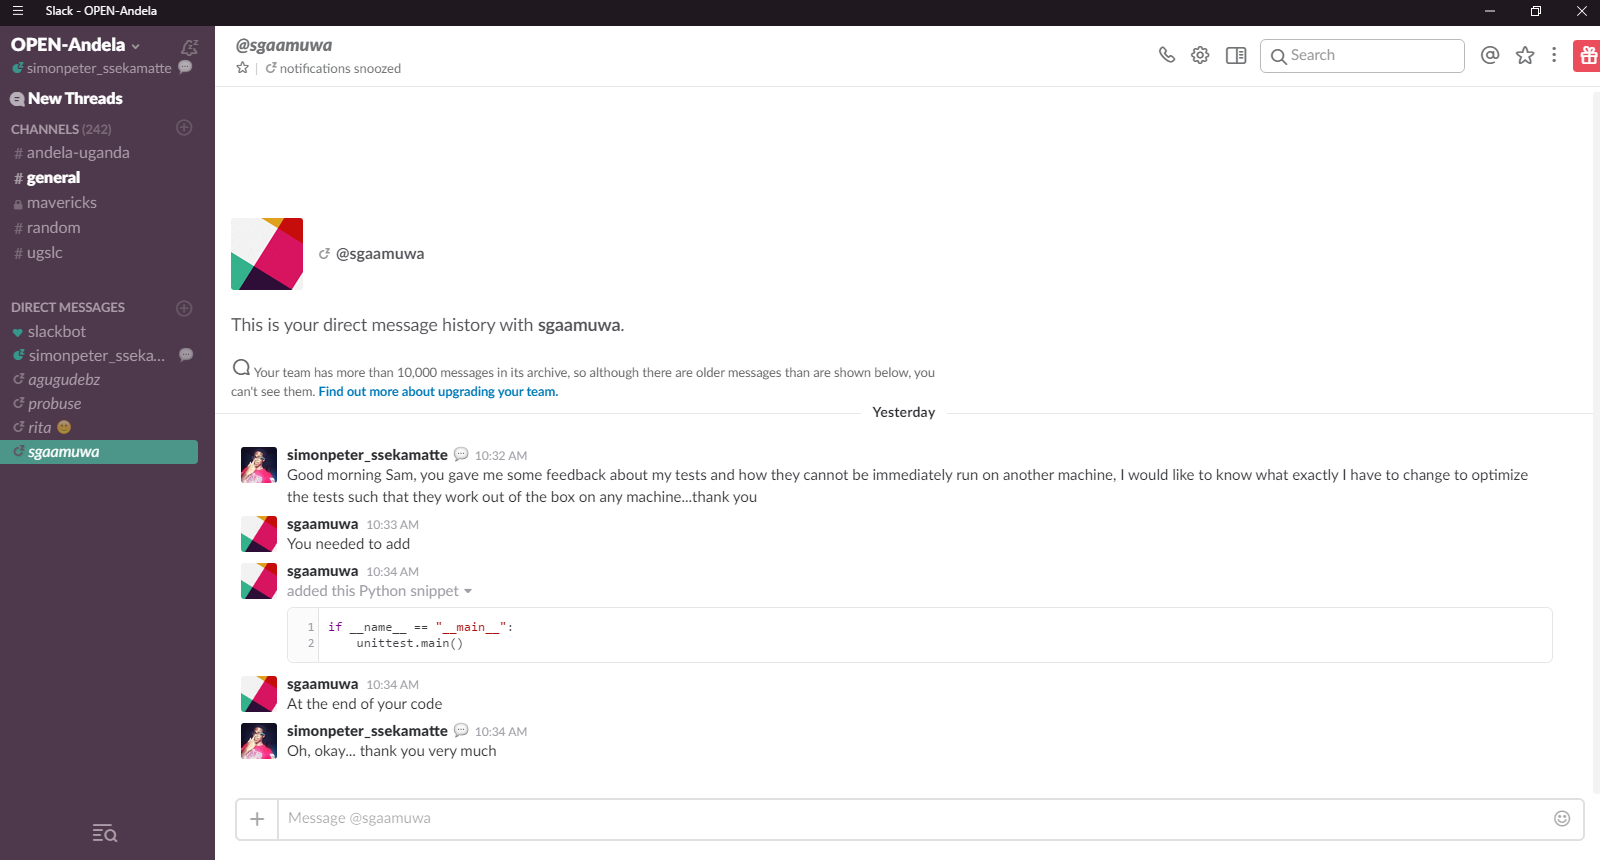 Slack - OPEN-Andela
OPEN-Andela
simonpeter_ssekamatte
New Threads
CHANNELS (242)
# andela-uganda
# general
mavericks
# random
# ugslc
DIRECT MESSAGES
slackbot
simonpeter_sseka...
agugudebz
probuse
rita
sgaamuwa
@sgaamuwa
notifications snoozed
Search
@sgaamuwa
This is your direct message history with sgaamuwa.
Your team has more than 10,000 messages in its archive, so although there are older messages than are shown below, you
can't see them. Find out more about upgrading your team.
Yesterday
simonpeter_ssekamatte 10:32 AM
Good morning Sam, you gave me some feedback about my tests and how they cannot be immediately run on another machine, I would like to know what exactly I have to change to optimize
the tests such that they work out of the box on any machine...thank you
sgaamuwa 10:33 AM
You needed to add
sgaamuwa 10:34 AM
added this Python snippet
1 if __name__ == "__main__":
2 unittest.main()
sgaamuwa 10:34 AM
At the end of your code
simonpeter_ssekamatte 10:34 AM
Oh, okay... thank you very much
Message @sgaamuwa